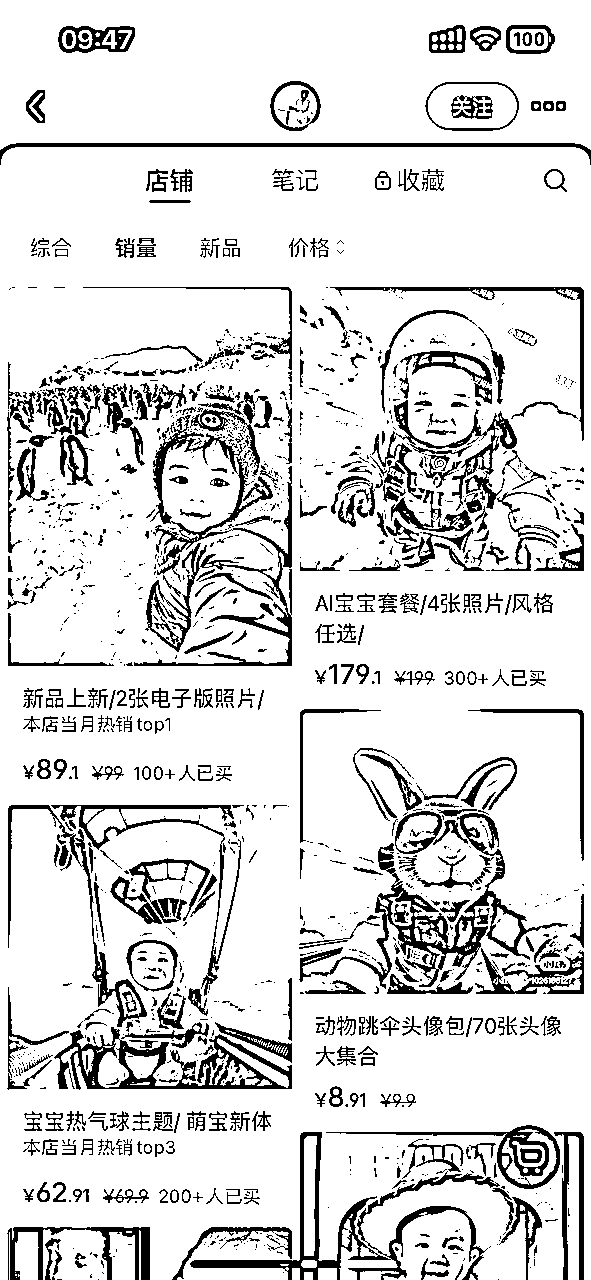 09:47
100
关注
店铺
笔记
收藏
综合
销量
新品
价格
新品上新/2张电子版照片/
本店当月热销top1
¥89.1 ¥99 100+人已买
AI宝宝套餐/4张照片/风格
任选/
¥179.1 ¥199 300+人已买
宝宝热气球主题/ 萌宝新体
本店当月热销top3
¥62.91 ¥69.9 200+人已买
动物跳伞头像包/70张头像
大集合
¥8.91 ¥9.9